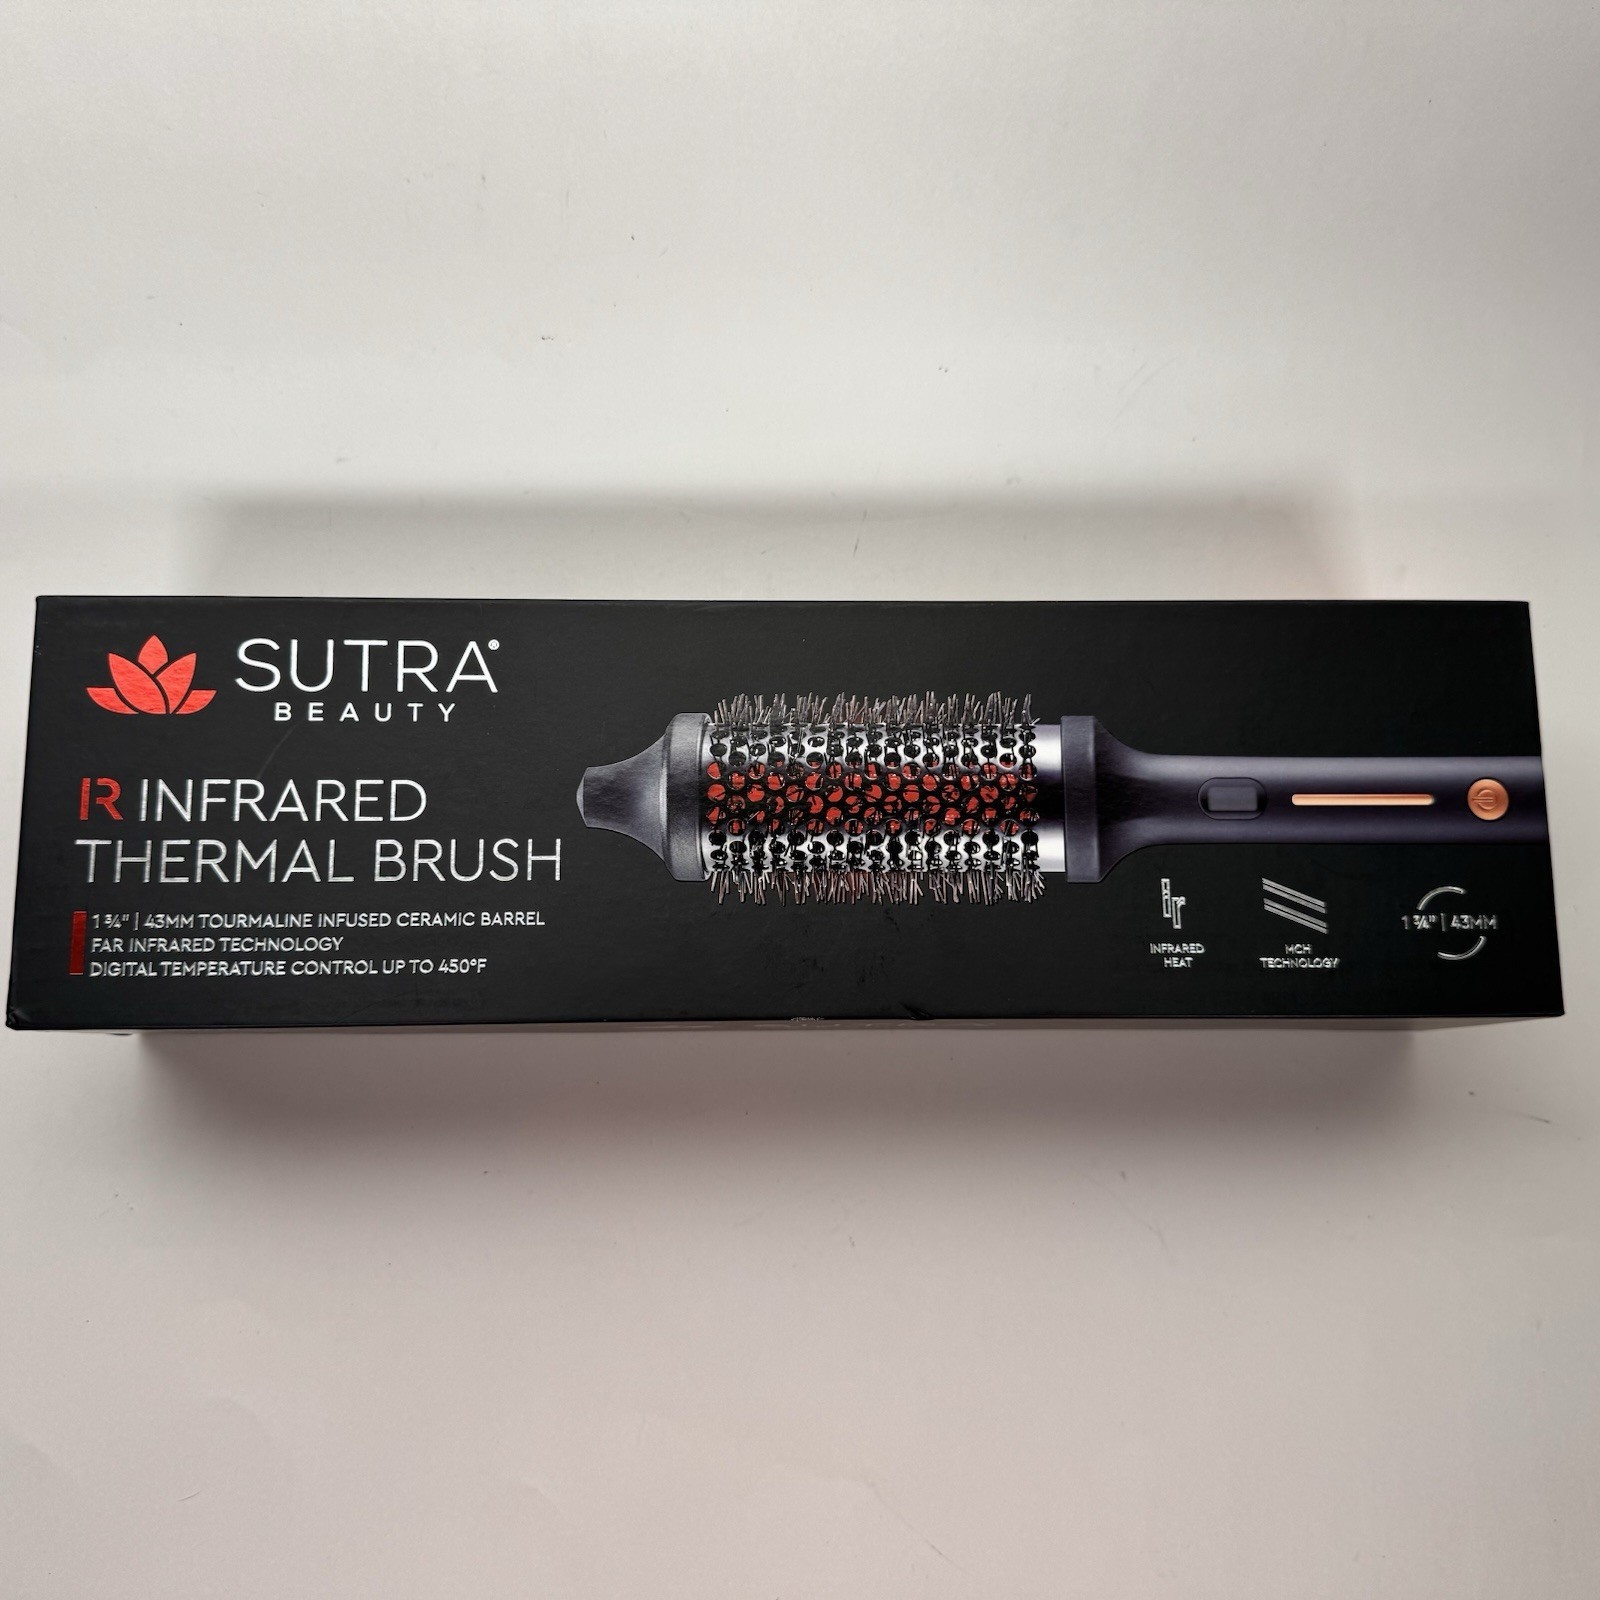 SUTRA®
BEAUTY
IR INFRARED
THERMAL BRUSH
1 ¾" | 43MM TOURMALINE INFUSED CERAMIC BARREL
FAR INFRARED TECHNOLOGY
DIGITAL TEMPERATURE CONTROL UP TO 450°F
ir
INFRARED
HEAT
MCH
TECHNOLOGY
1 ¾" | 43MM